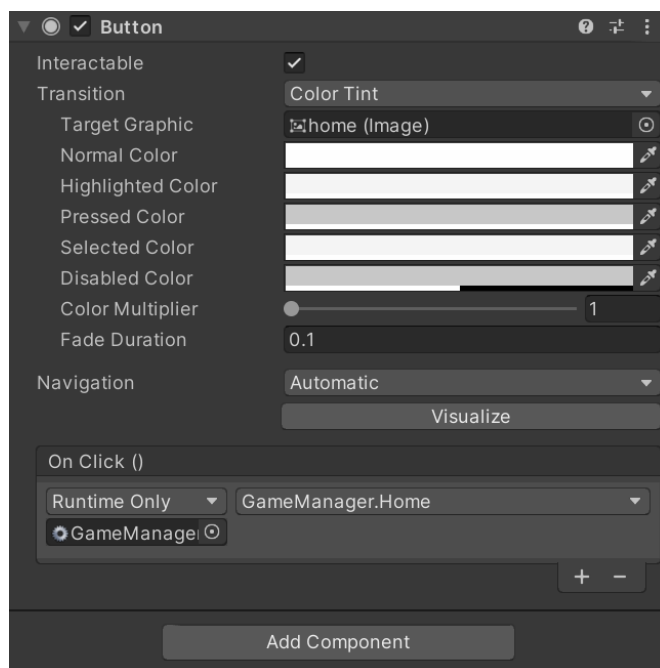 Button
Interactable
Transition Color Tint
Target Graphic home (Image)
Normal Color
Highlighted Color
Pressed Color
Selected Color
Disabled Color
Color Multiplier 1
Fade Duration 0.1
Navigation Automatic
Visualize
On Click ()
Runtime Only GameManager.Home
GameManage
+ −
Add Component